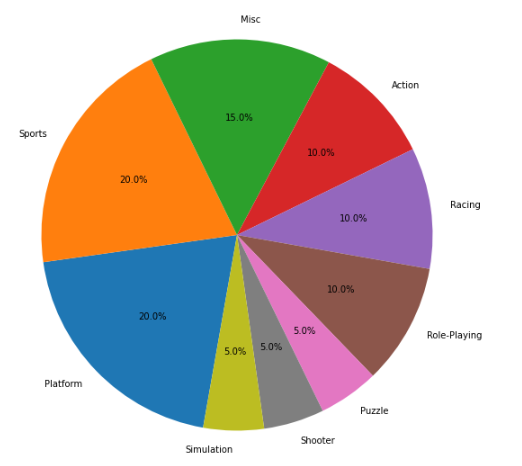 Misc
Action
15.0%
10.0%
Sports
20.0%
Racing
10.0%
10.0%
Role-Playing
20.0%
5.0%
5.0%
5.0%
Platform
Puzzle
Shooter
Simulation